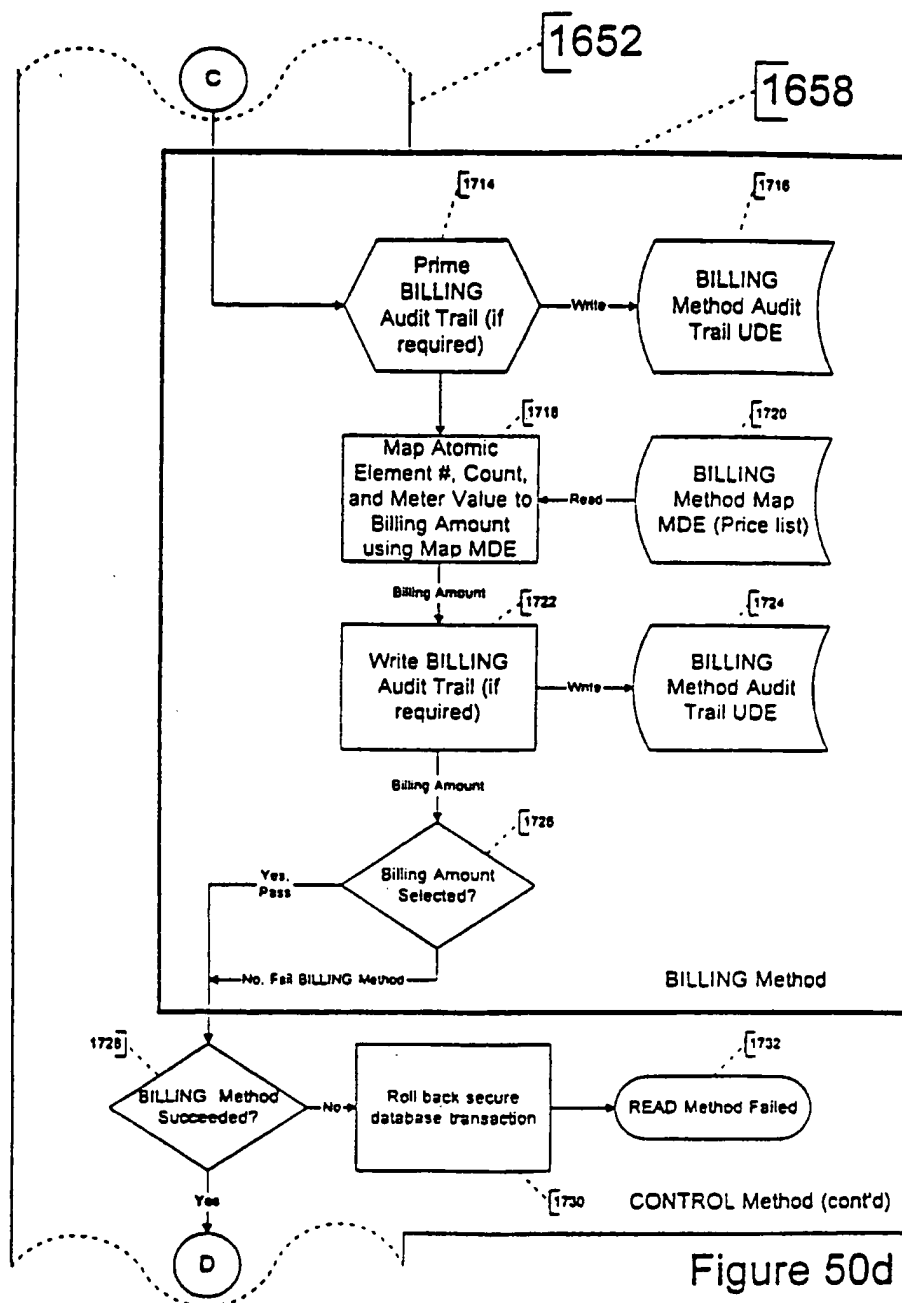 1652
C
1658
1714
1716
Prime
BILLING
Audit Trail (if
required)
Write
BILLING
Method Audit
Trail UDE
1718
1720
Map Atomic
Element #, Count,
and Meter Value to
Billing Amount
using Map MDE
Read
BILLING
Method Map
MDE (Price list)
Billing Amount
1722
1724
Write BILLING
Audit Trail (if
required)
Write
BILLING
Method Audit
Trail UDE
Billing Amount
1726
Yes,
Pass
Billing Amount
Selected?
No, Fail BILLING Method
BILLING Method
1728
1732
BILLING Method
Succeeded?
No
Roll back secure
database transaction
READ Method Failed
Yes
1730
CONTROL Method (cont'd)
D
Figure 50d